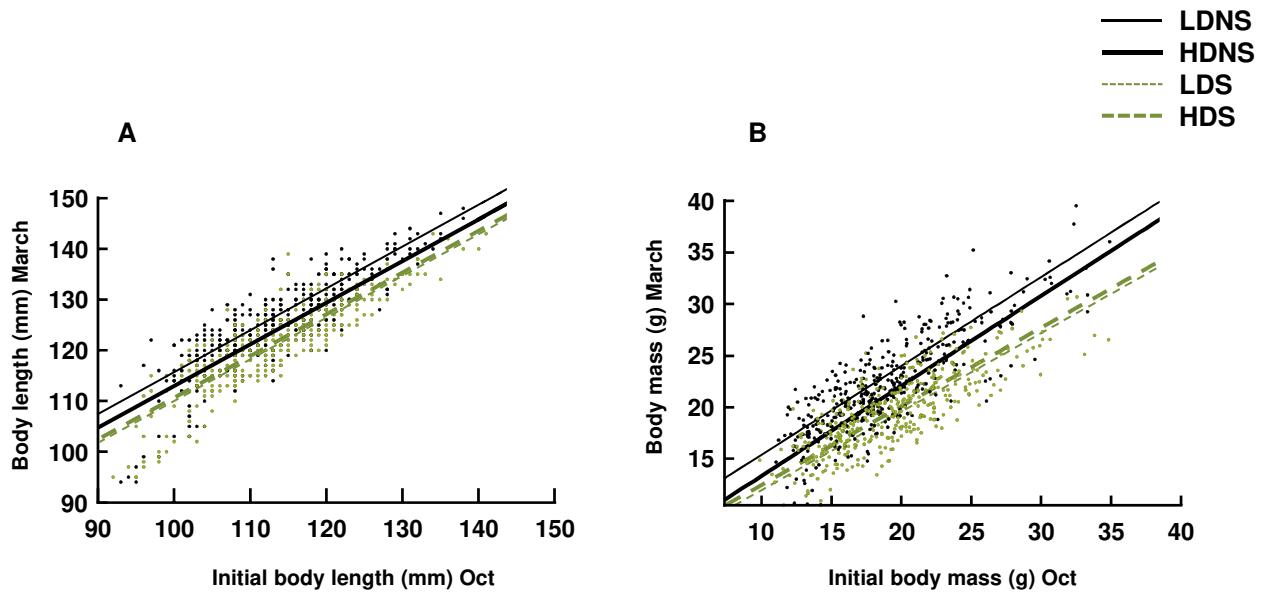 LDNS
HDNS
LDS
HDS
A
B
Body length (mm) March
150
140
130
120
110
100
90
90 100 110 120 130 140 150
Initial body length (mm) Oct
Body mass (g) March
40
35
30
25
20
15
10 15 20 25 30 35 40
Initial body mass (g) Oct